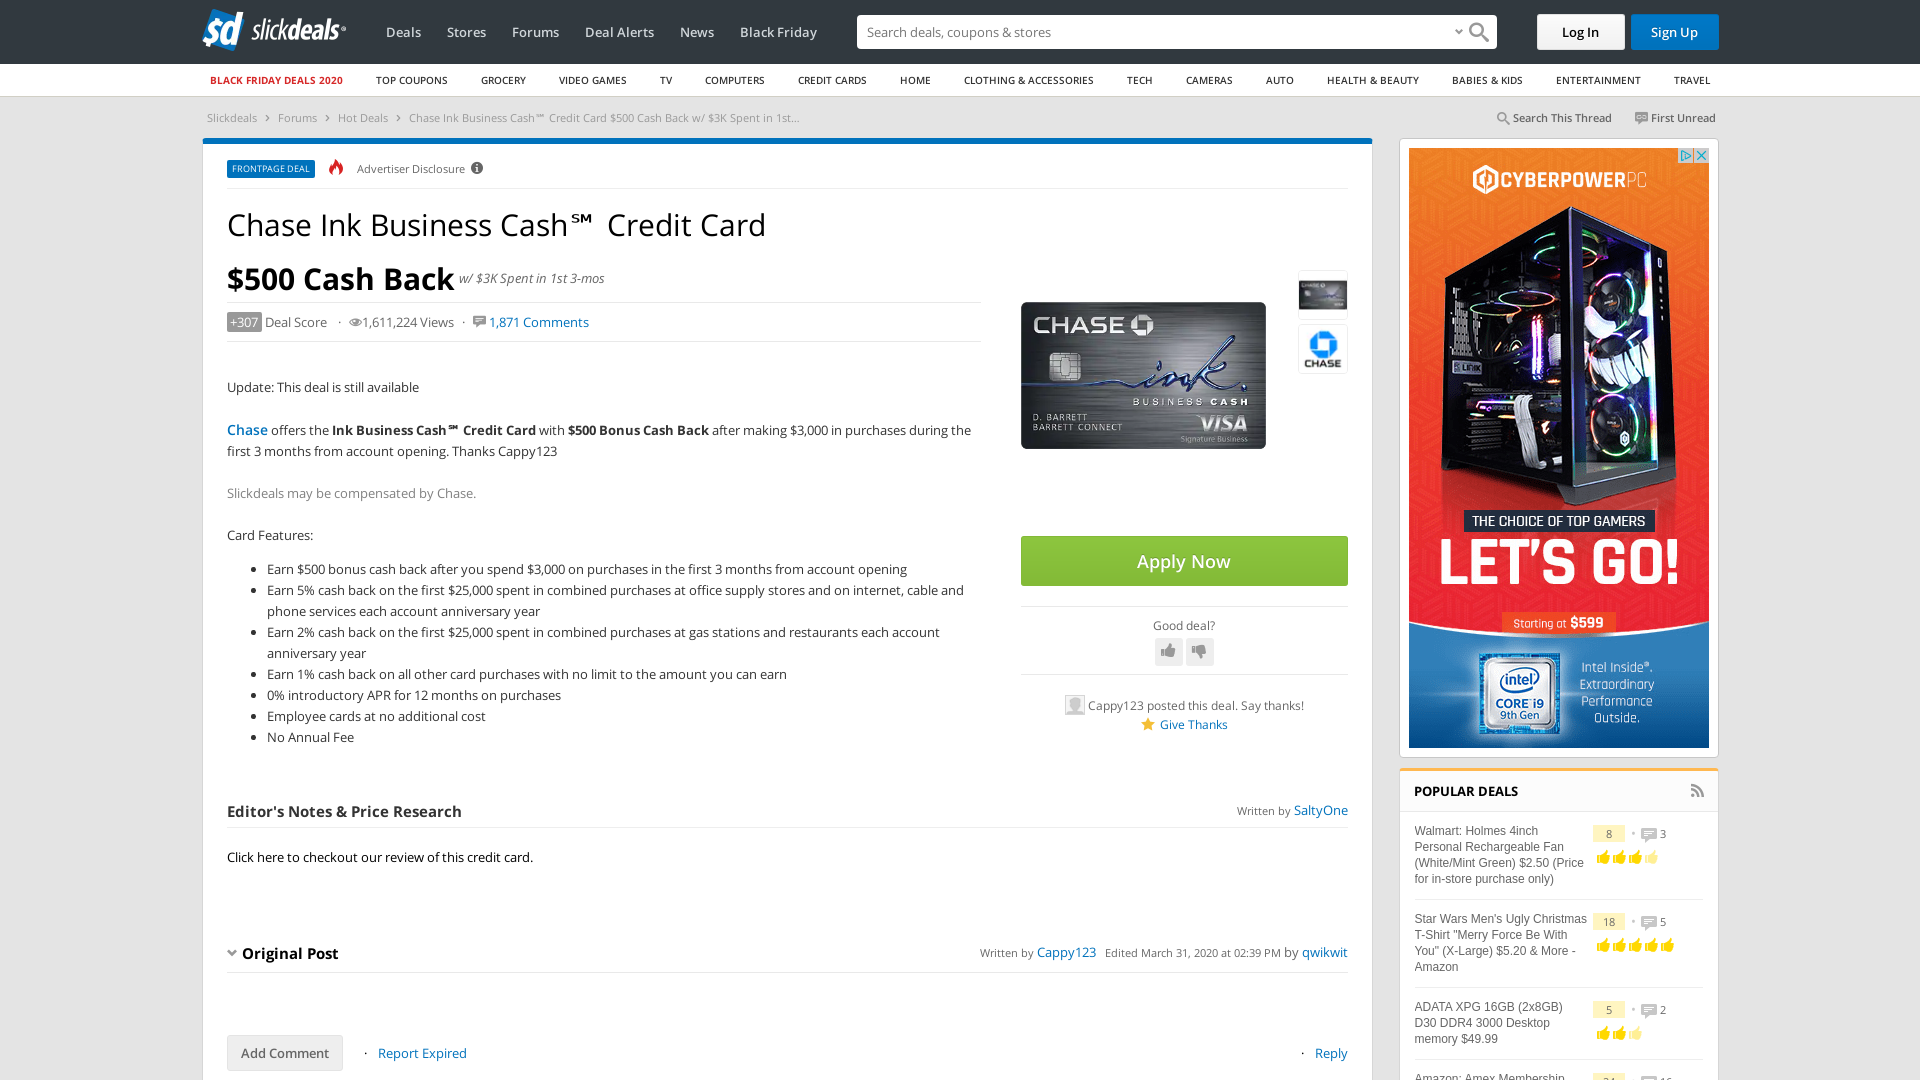 slickdeals
Deals Stores Forums Deal Alerts News Black Friday
Search deals, coupons & shops
Log In
Sign Up
BLACK FRIDAY DEALS 2020 TOP COUPONS GROCERY VIDEO GAMES TV COMPUTERS CREDIT CARDS HOME CLOTHING & ACCESSORIES TECH CAMERAS AUTO HEALTH & BEAUTY BABIES & KIDS ENTERTAINMENT TRAVEL
Slickdeals › Forums › Hot Deals › Chase Ink Business Cash℠ Credit Card $500 Cash Back w/ $3K Spent in 1st...
Search This Thread First Unread
FRONTPAGE DEAL Advertiser Disclosure
Chase Ink Business Cash℠ Credit Card
$500 Cash Back w/ $3K Spent in 1st 3-mos
+307 Deal Score · 1,611,224 Views · 1,871 Comments
Update: This deal is still available
Chase offers the Ink Business Cash℠ Credit Card with $500 Bonus Cash Back after making $3,000 in purchases during the
first 3 months from account opening. Thanks Cappy123
Slickdeals may be compensated by Chase.
Card Features:
• Earn $500 bonus cash back after you spend $3,000 on purchases in the first 3 months from account opening
• Earn 5% cash back on the first $25,000 spent in combined purchases at office supply stores and on internet, cable and
phone services each account anniversary year
• Earn 2% cash back on the first $25,000 spent in combined purchases at gas stations and restaurants each account
anniversary year
• Earn 1% cash back on all other card purchases with no limit to the amount you can earn
• 0% introductory APR for 12 months on purchases
• Employee cards at no additional cost
• No Annual Fee
CHASE
ink.
BUSINESS CASH
D. BARRETT
BARRETT CONNECT
VISA
Signature Business
CHASE
Apply Now
Good deal?
Cappy123 posted this deal. Say thanks!
Give Thanks
Editor's Notes & Price Research
Written by SaltyOne
Click here to checkout our review of this credit card.
Original Post
Written by Cappy123 Edited March 31, 2020 at 02:39 PM by qwikwit
Add Comment · Report Expired
· Reply
CYBERPOWERPC
THE CHOICE OF TOP GAMERS
LET'S GO!
Starting at $599
intel
CORE i9
9th Gen
Intel Inside®.
Extraordinary
Performance
Outside.
POPULAR DEALS
Walmart: Holmes 4inch
Personal Rechargeable Fan
(White/Mint Green) $2.50 (Price
for in-store purchase only)
8 · 3
Star Wars Men's Ugly Christmas
T-Shirt "Merry Force Be With
You" (X-Large) $5.20 & More -
Amazon
18 · 5
ADATA XPG 16GB (2x8GB)
D30 DDR4 3000 Desktop
memory $49.99
5 · 2
Amazon: Amex Membership